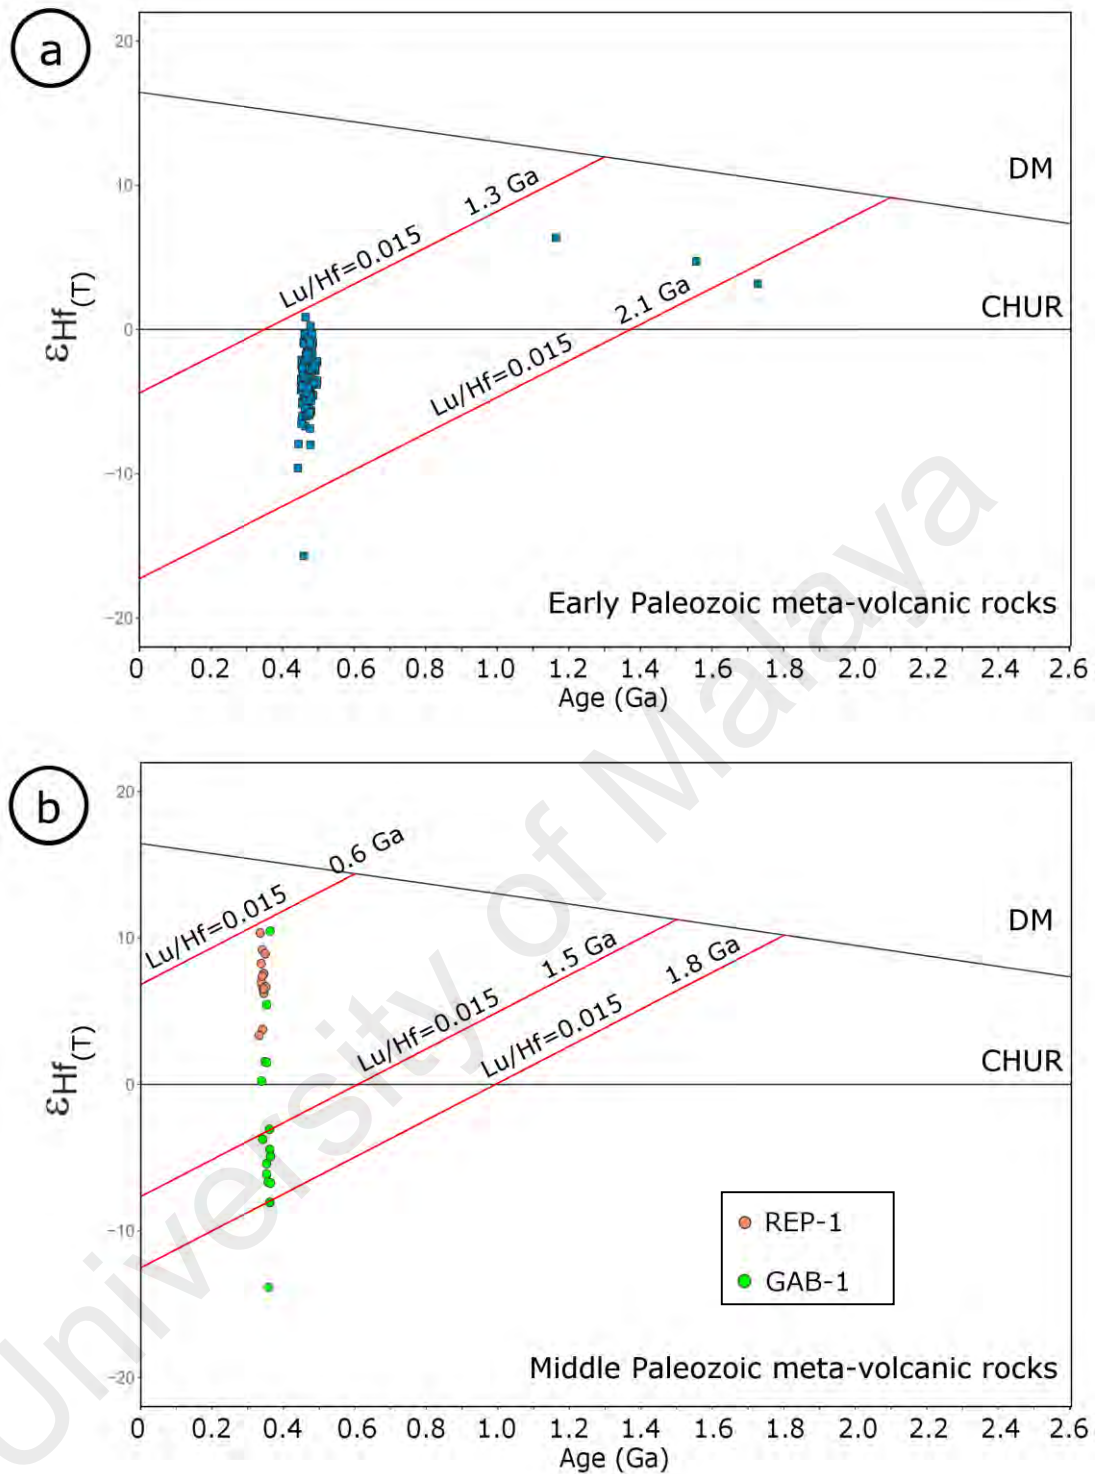 a
20
10
0
−10
−20
εHf(T)
DM
CHUR
1.3 Ga
Lu/Hf=0.015
2.1 Ga
Lu/Hf=0.015
Early Paleozoic meta-volcanic rocks
0 0.2 0.4 0.6 0.8 1.0 1.2 1.4 1.6 1.8 2.0 2.2 2.4 2.6
Age (Ga)
b
20
10
0
−10
−20
εHf(T)
0.6 Ga
Lu/Hf=0.015
DM
1.5 Ga
Lu/Hf=0.015
1.8 Ga
Lu/Hf=0.015
CHUR
REP-1
GAB-1
Middle Paleozoic meta-volcanic rocks
0 0.2 0.4 0.6 0.8 1.0 1.2 1.4 1.6 1.8 2.0 2.2 2.4 2.6
Age (Ga)
University of Malaya